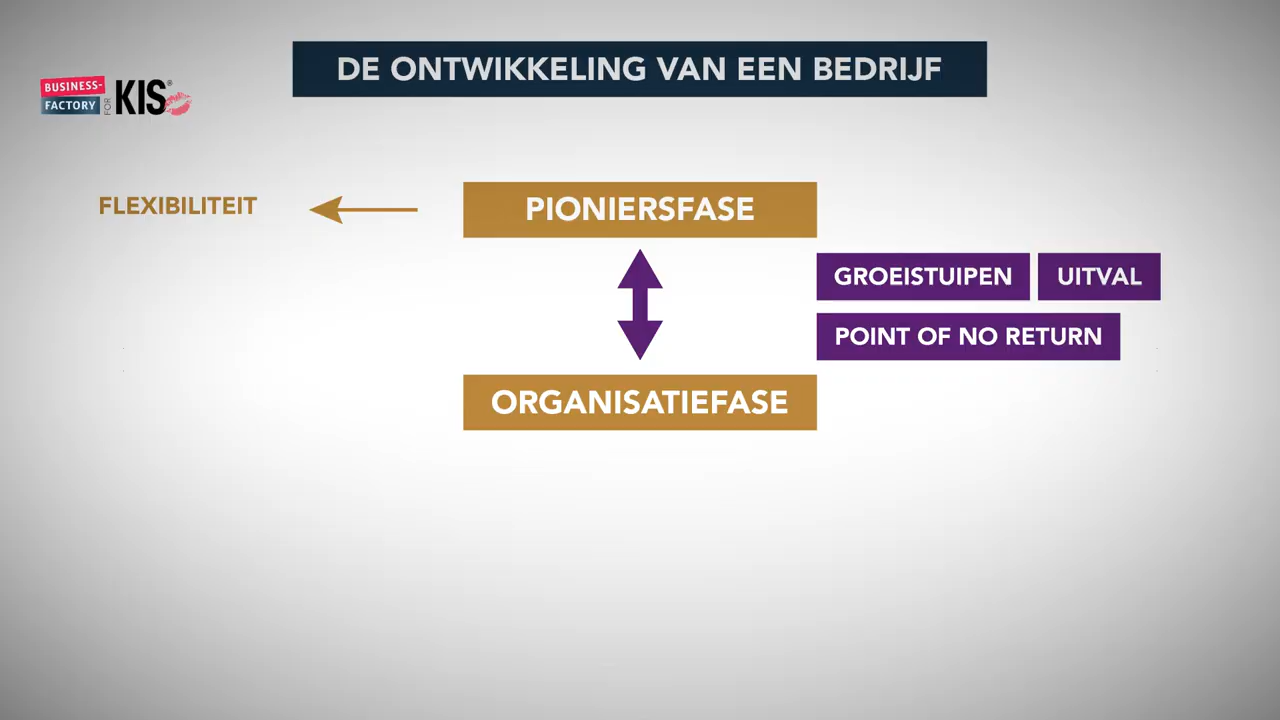 DE ONTWIKKELING VAN EEN BEDRIJF
BUSINESS-
FACTORY
FOR
KIS®
FLEXIBILITEIT
PIONIERSFASE
GROEISTUIPEN
UITVAL
POINT OF NO RETURN
ORGANISATIEFASE